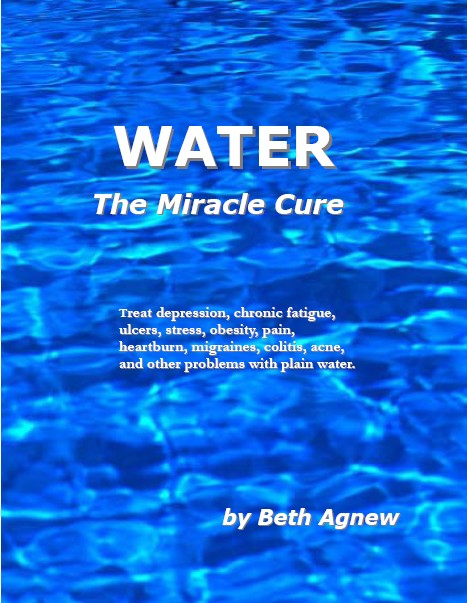 WATER
The Miracle Cure
Treat depression, chronic fatigue,
ulcers, stress, obesity, pain,
heartburn, migraines, colitis, acne,
and other problems with plain water.
by Beth Agnew